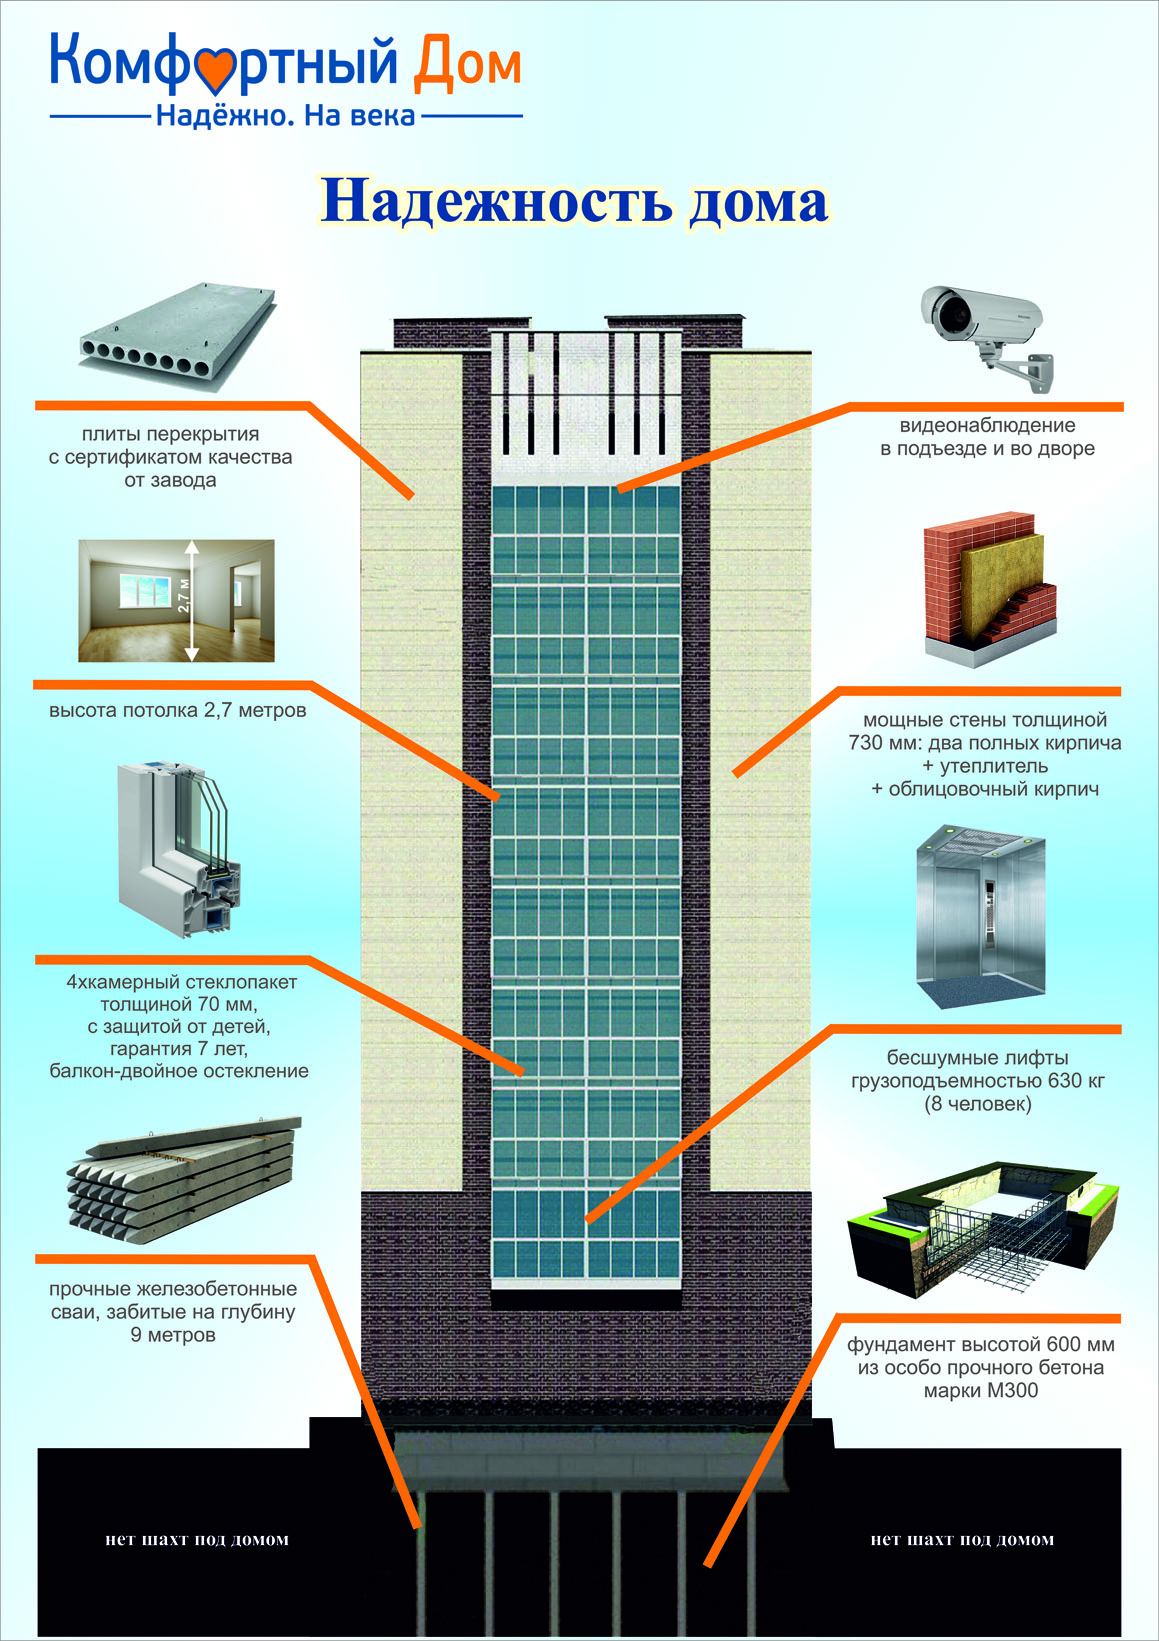 Комфортный Дом
Надёжно. На века
Надежность дома
плиты перекрытия
с сертификатом качества
от завода
видеонаблюдение
в подъезде и во дворе
2,7 м
высота потолка 2,7 метров
мощные стены толщиной
730 мм: два полных кирпича
+ утеплитель
+ облицовочный кирпич
4хкамерный стеклопакет
толщиной 70 мм,
с защитой от детей,
гарантия 7 лет,
балкон-двойное остекление
бесшумные лифты
грузоподъемностью 630 кг
(8 человек)
прочные железобетонные
сваи, забитые на глубину
9 метров
фундамент высотой 600 мм
из особо прочного бетона
марки М300
нет шахт под домом
нет шахт под домом